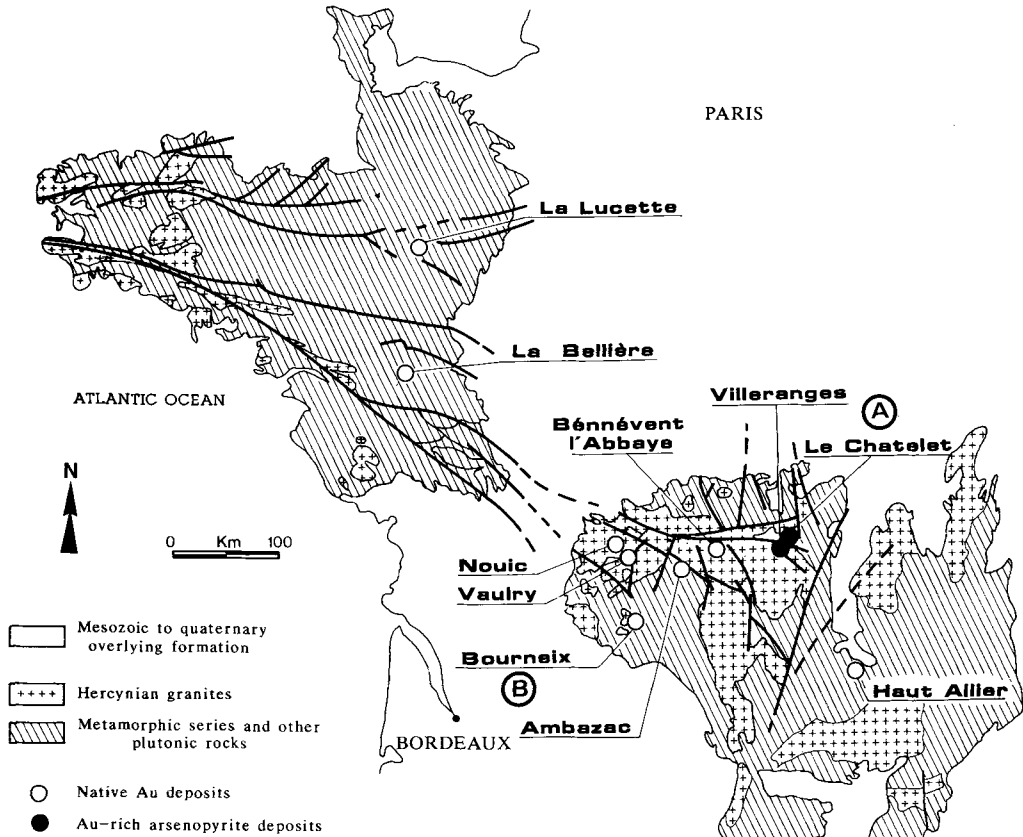 PARIS
La Lucette
La Bellière
ATLANTIC OCEAN
Villeranges
A
Bénnévent
l'Abbaye
Le Chatelet
N
0 Km 100
Nouic
Vaulry
Mesozoic to quaternary
overlying formation
Bourneix
B
Hercynian granites
Haut Allier
Ambazac
Metamorphic series and other
plutonic rocks
BORDEAUX
Native Au deposits
Au-rich arsenopyrite deposits